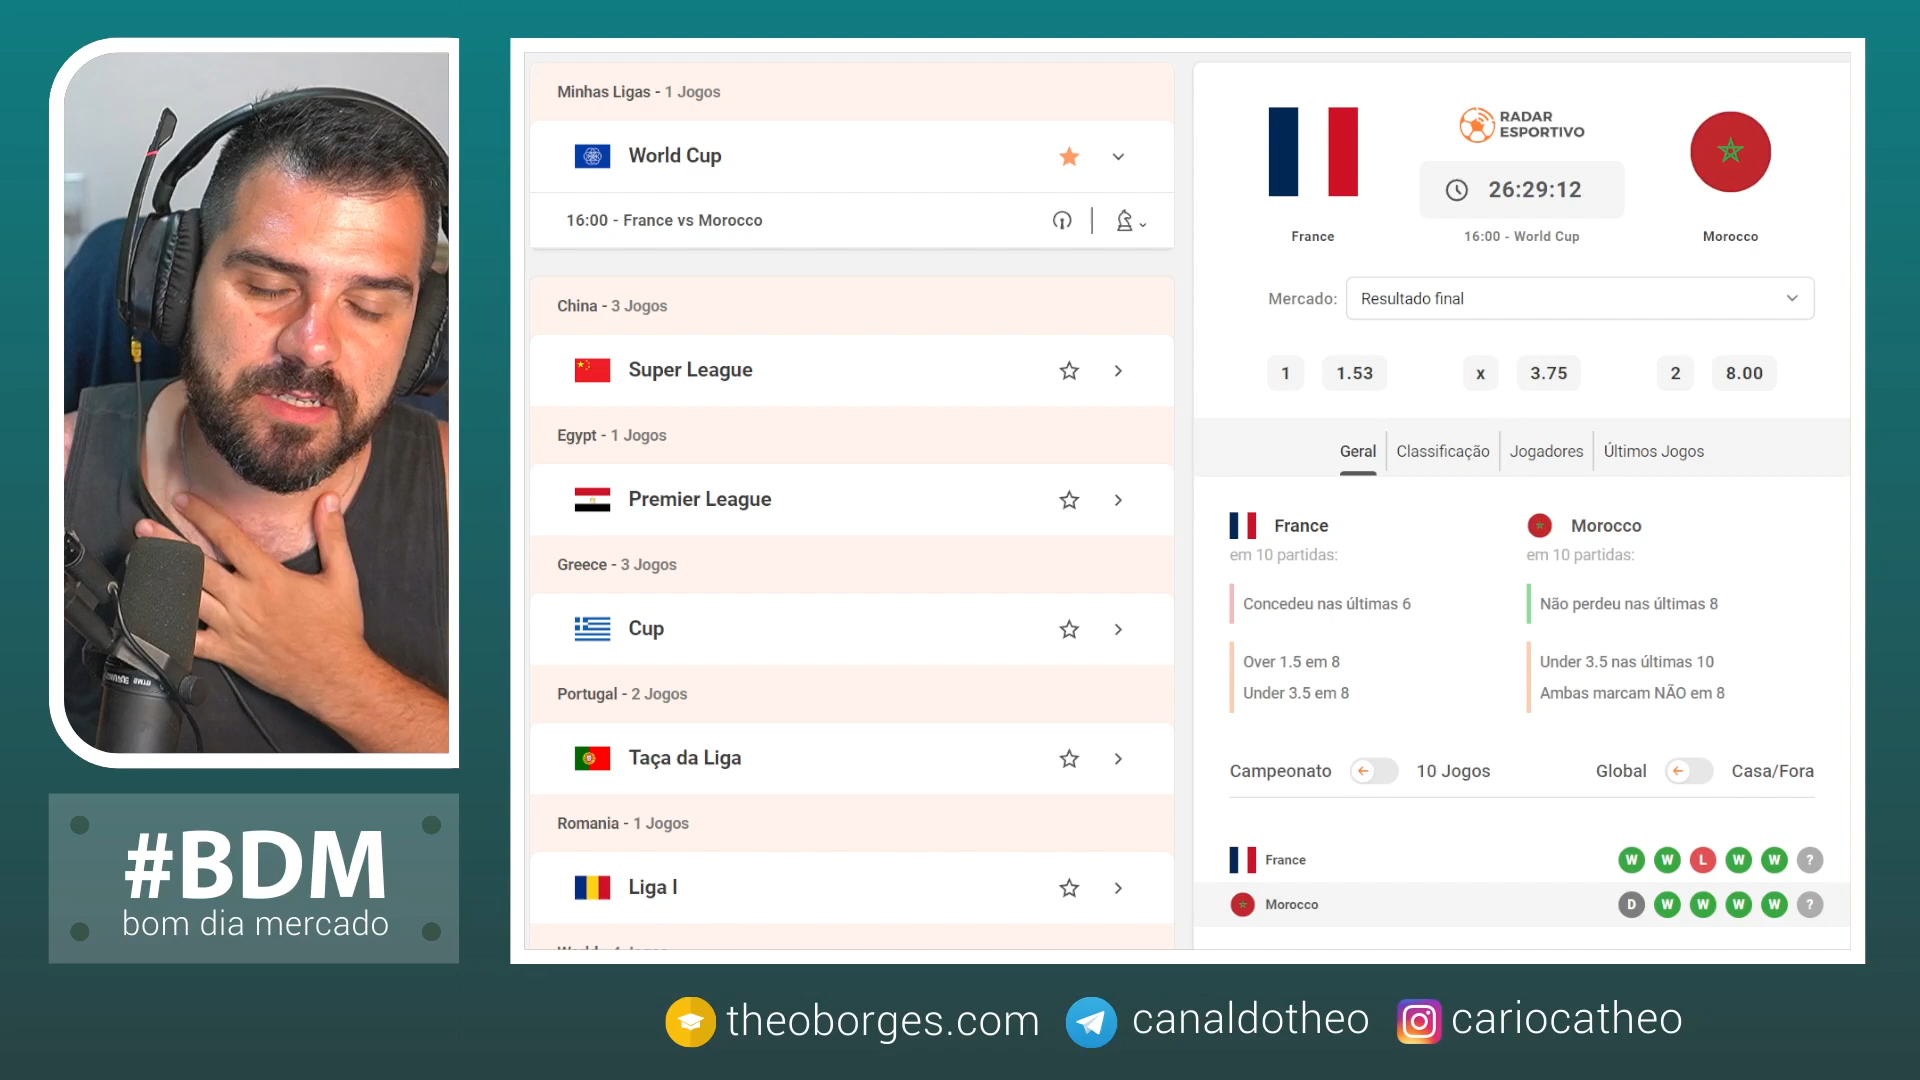 Minhas Ligas - 1 Jogos
World Cup
16:00 - France vs Morocco
China - 3 Jogos
Super League
Egypt - 1 Jogos
Premier League
Greece - 3 Jogos
Cup
Portugal - 2 Jogos
Taça da Liga
Romania - 1 Jogos
Liga I
RADAR
ESPORTIVO
26:29:12
France
16:00 - World Cup
Morocco
Mercado: Resultado final
1 1.53 x 3.75 2 8.00
Geral Classificação Jogadores Últimos Jogos
France
em 10 partidas:
Concedeu nas últimas 6
Over 1.5 em 8
Under 3.5 em 8
Morocco
em 10 partidas:
Não perdeu nas últimas 8
Under 3.5 nas últimas 10
Ambas marcam NÃO em 8
Campeonato 10 Jogos Global Casa/Fora
France W W L W W ?
Morocco D W W W W ?
#BDM
bom dia mercado
theoborges.com canaldotheo cariocatheo